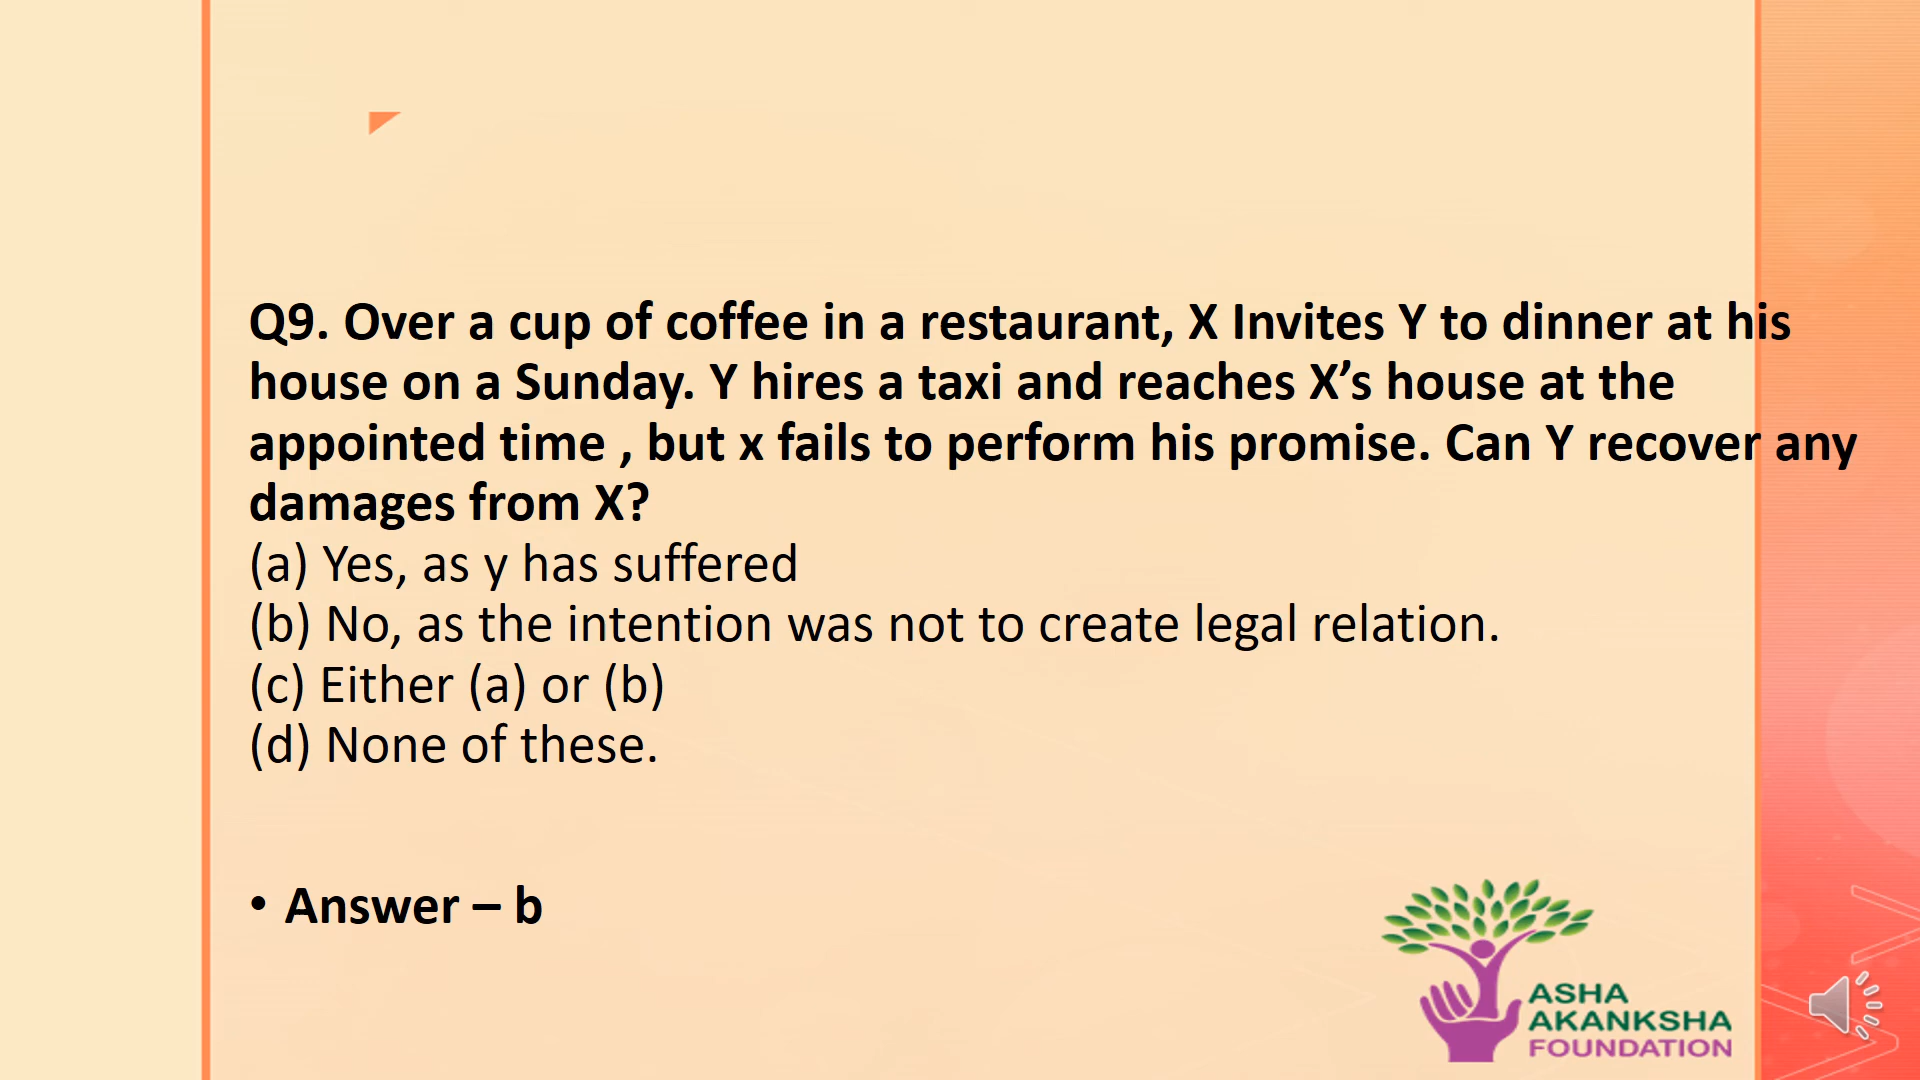 Q9. Over a cup of coffee in a restaurant, X Invites Y to dinner at his
house on a Sunday. Y hires a taxi and reaches X’s house at the
appointed time , but x fails to perform his promise. Can Y recover any
damages from X?
(a) Yes, as y has suffered
(b) No, as the intention was not to create legal relation.
(c) Either (a) or (b)
(d) None of these.
• Answer – b
ASHA
AKANKSHA
FOUNDATION